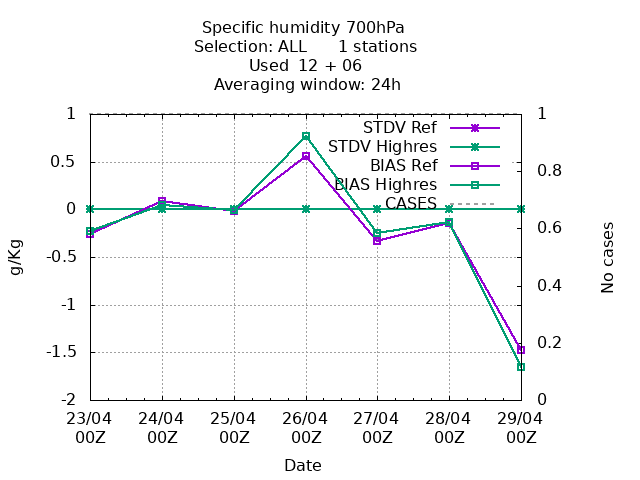 Specific humidity 700hPa
Selection: ALL 1 stations
Used 12 + 06
Averaging window: 24h
1
0.5
0
-0.5
-1
-1.5
-2
g/Kg
STDV Ref
STDV Highres
BIAS Ref
BIAS Highres
CASES
1
0.8
0.6
0.4
0.2
0
No cases
23/04 24/04 25/04 26/04 27/04 28/04 29/04
00Z 00Z 00Z 00Z 00Z 00Z 00Z
Date